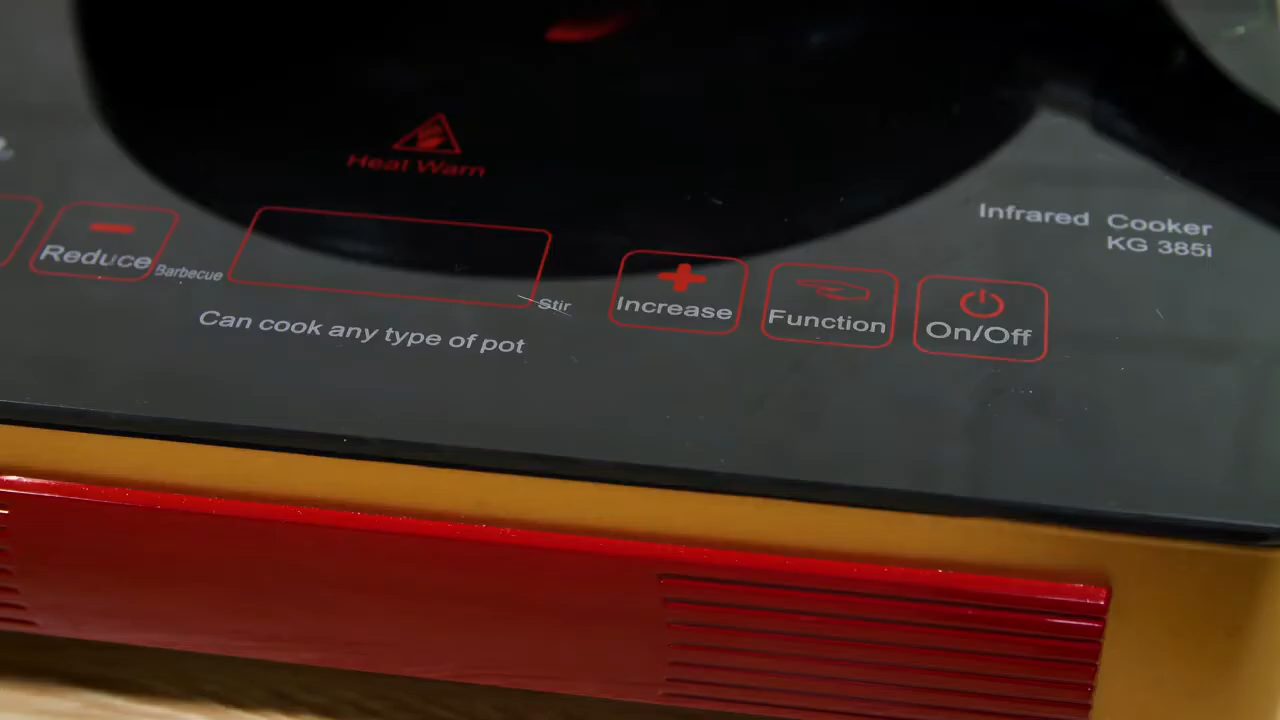 Heat Warn
Infrared Cooker
KG 385i
Reduce
Barbecue
Stir
Increase
Function
On/Off
Can cook any type of pot